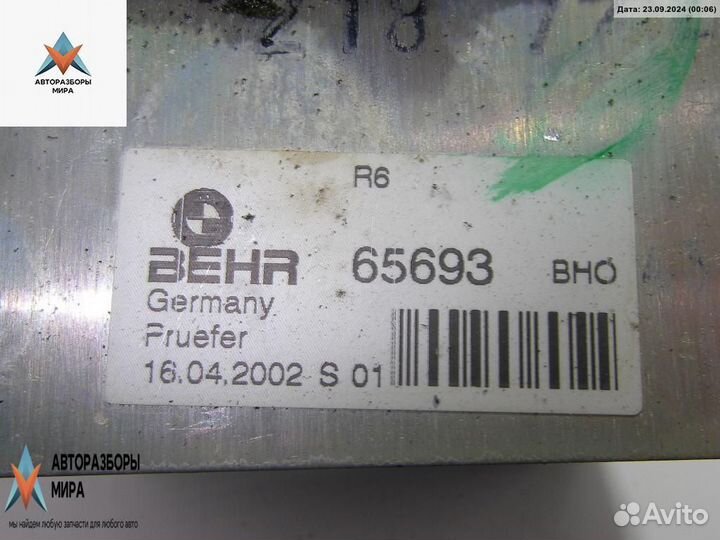 Дата: 23.09.2024 (00:06)
АВТОРАЗБОРЫ
МИРА
218
R6
BEHR 65693 BHO
Germany
Pruefer
16.04.2002 S 01
АВТОРАЗБОРЫ
МИРА
мы найдем любую запчасти для любого авто
Avito